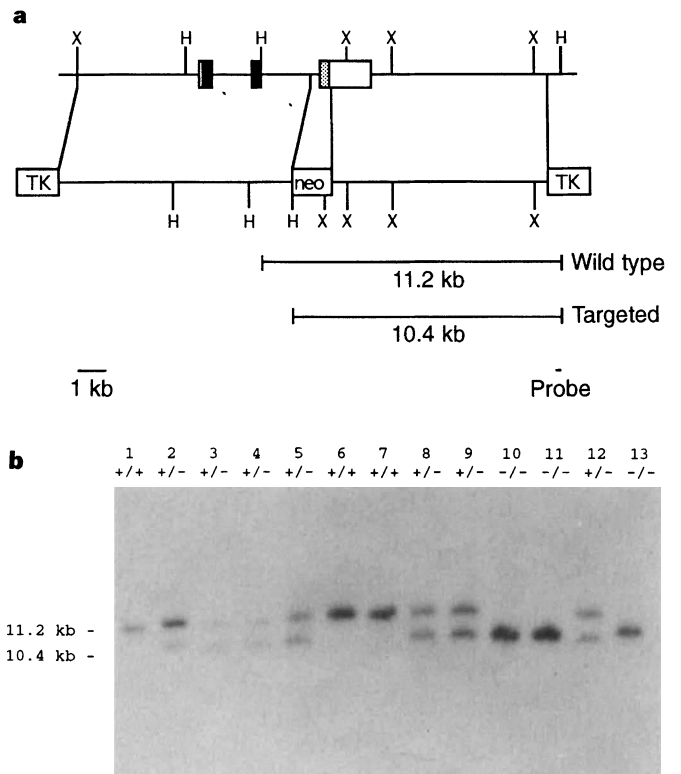 a
X H H X X X H
TK neo TK
H H H X X X X
Wild type
11.2 kb
Targeted
10.4 kb
1 kb Probe
b
1 2 3 4 5 6 7 8 9 10 11 12 13
+/+ +/- +/- +/- +/- +/+ +/+ +/- +/- -/- -/- +/- -/-
11.2 kb -
10.4 kb -